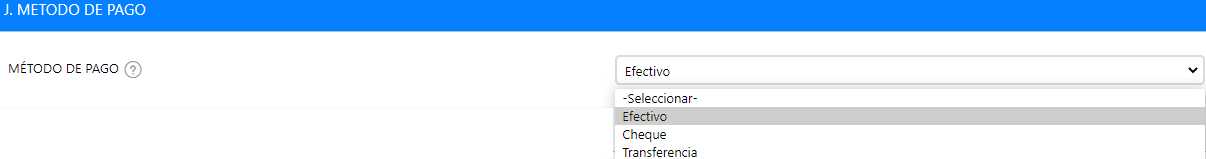 J. METODO DE PAGO
MÉTODO DE PAGO ?
Efectivo
-Seleccionar-
Efectivo
Cheque
Transferencia